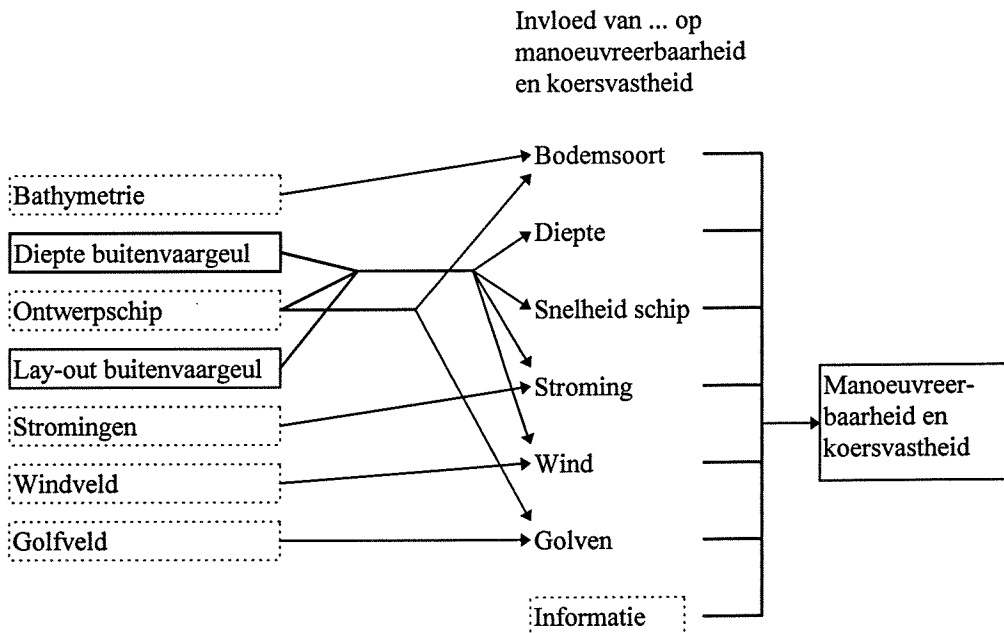 Invloed van ... op
manoeuvreerbaarheid
en koersvastheid
Bathymetrie
Diepte buitenvaargeul
Ontwerpschip
Lay-out buitenvaargeul
Stromingen
Windveld
Golfveld
Bodemsoort
Diepte
Snelheid schip
Stroming
Wind
Golven
Informatie
Manoeuvreer-
baarheid en
koersvastheid